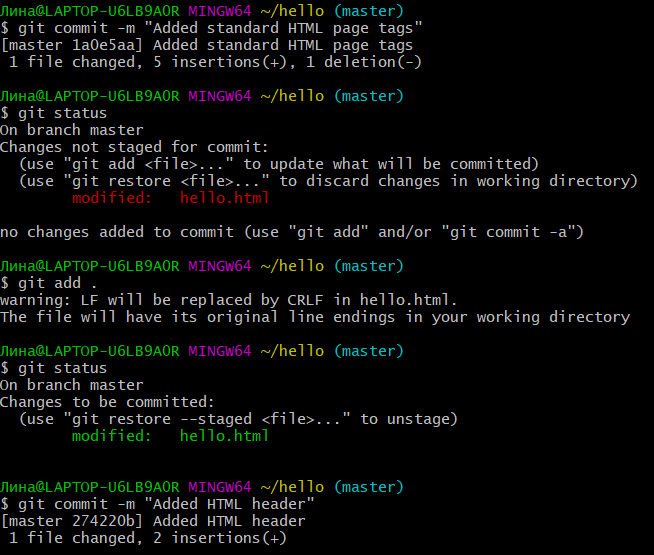 Лина@LAPTOP-U6LB9A0R MINGW64 ~/hello (master)
$ git commit -m "Added standard HTML page tags"
[master 1a0e5aa] Added standard HTML page tags
 1 file changed, 5 insertions(+), 1 deletion(-)

Лина@LAPTOP-U6LB9A0R MINGW64 ~/hello (master)
$ git status
On branch master
Changes not staged for commit:
  (use "git add <file>..." to update what will be committed)
  (use "git restore <file>..." to discard changes in working directory)
        modified:   hello.html

no changes added to commit (use "git add" and/or "git commit -a")

Лина@LAPTOP-U6LB9A0R MINGW64 ~/hello (master)
$ git add .
warning: LF will be replaced by CRLF in hello.html.
The file will have its original line endings in your working directory

Лина@LAPTOP-U6LB9A0R MINGW64 ~/hello (master)
$ git status
On branch master
Changes to be committed:
  (use "git restore --staged <file>..." to unstage)
        modified:   hello.html


Лина@LAPTOP-U6LB9A0R MINGW64 ~/hello (master)
$ git commit -m "Added HTML header"
[master 274220b] Added HTML header
 1 file changed, 2 insertions(+)